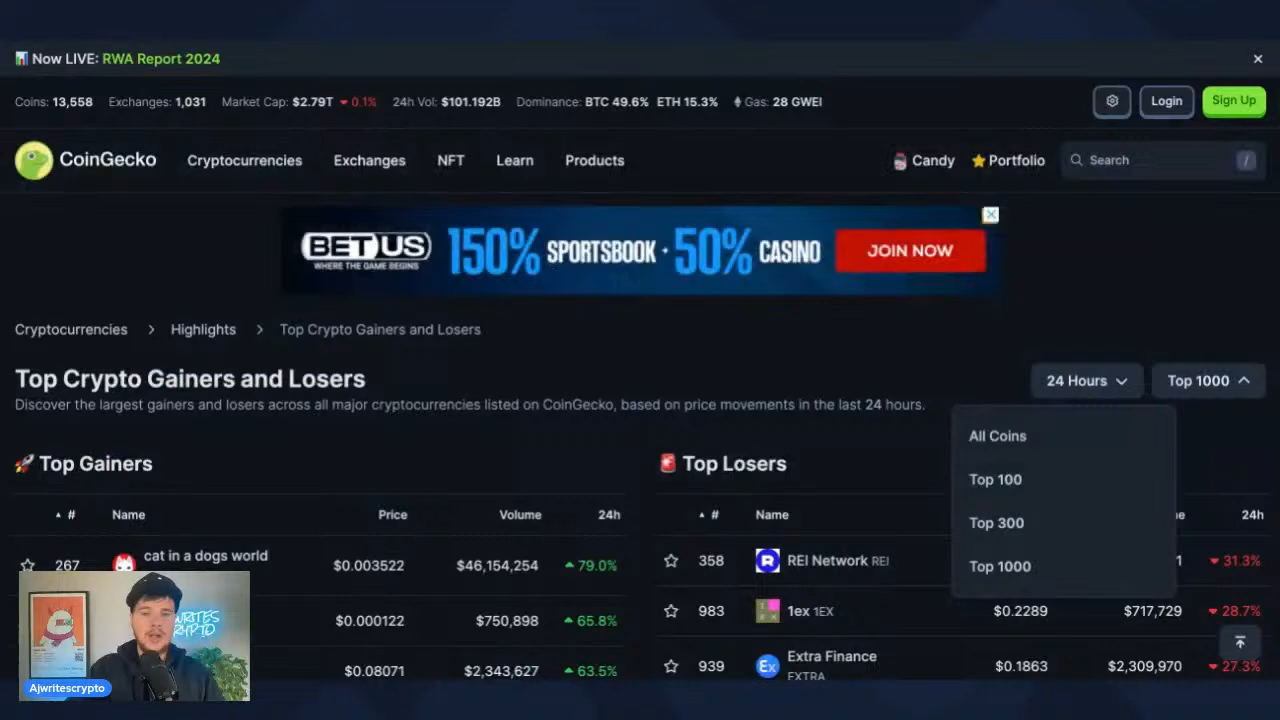 Now LIVE: RWA Report 2024
Coins: 13,558 Exchanges: 1,031 Market Cap: $2.79T 0.1% 24h Vol: $101.192B Dominance: BTC 49.6% ETH 15.3% Gas: 28 GWEI
Login
Sign Up
CoinGecko
Cryptocurrencies Exchanges NFT Learn Products
Candy Portfolio Search /
BETUS
WHERE THE GAME BEGINS
150% SPORTSBOOK + 50% CASINO
JOIN NOW
Cryptocurrencies > Highlights > Top Crypto Gainers and Losers
Top Crypto Gainers and Losers
24 Hours
Top 1000
Discover the largest gainers and losers across all major cryptocurrencies listed on CoinGecko, based on price movements in the last 24 hours.
All Coins
Top 100
Top 300
Top 1000
Top Gainers
# Name Price Volume 24h
267 cat in a dogs world $0.003522 $46,154,254 79.0%
$0.000122 $750,898 65.8%
$0.08071 $2,343,627 63.5%
Top Losers
# Name 24h
358 REI Network REI 31.3%
983 1ex 1EX $0.2289 $717,729 28.7%
939 Extra Finance EXTRA $0.1863 $2,309,970 27.3%
Ajwritescrypto